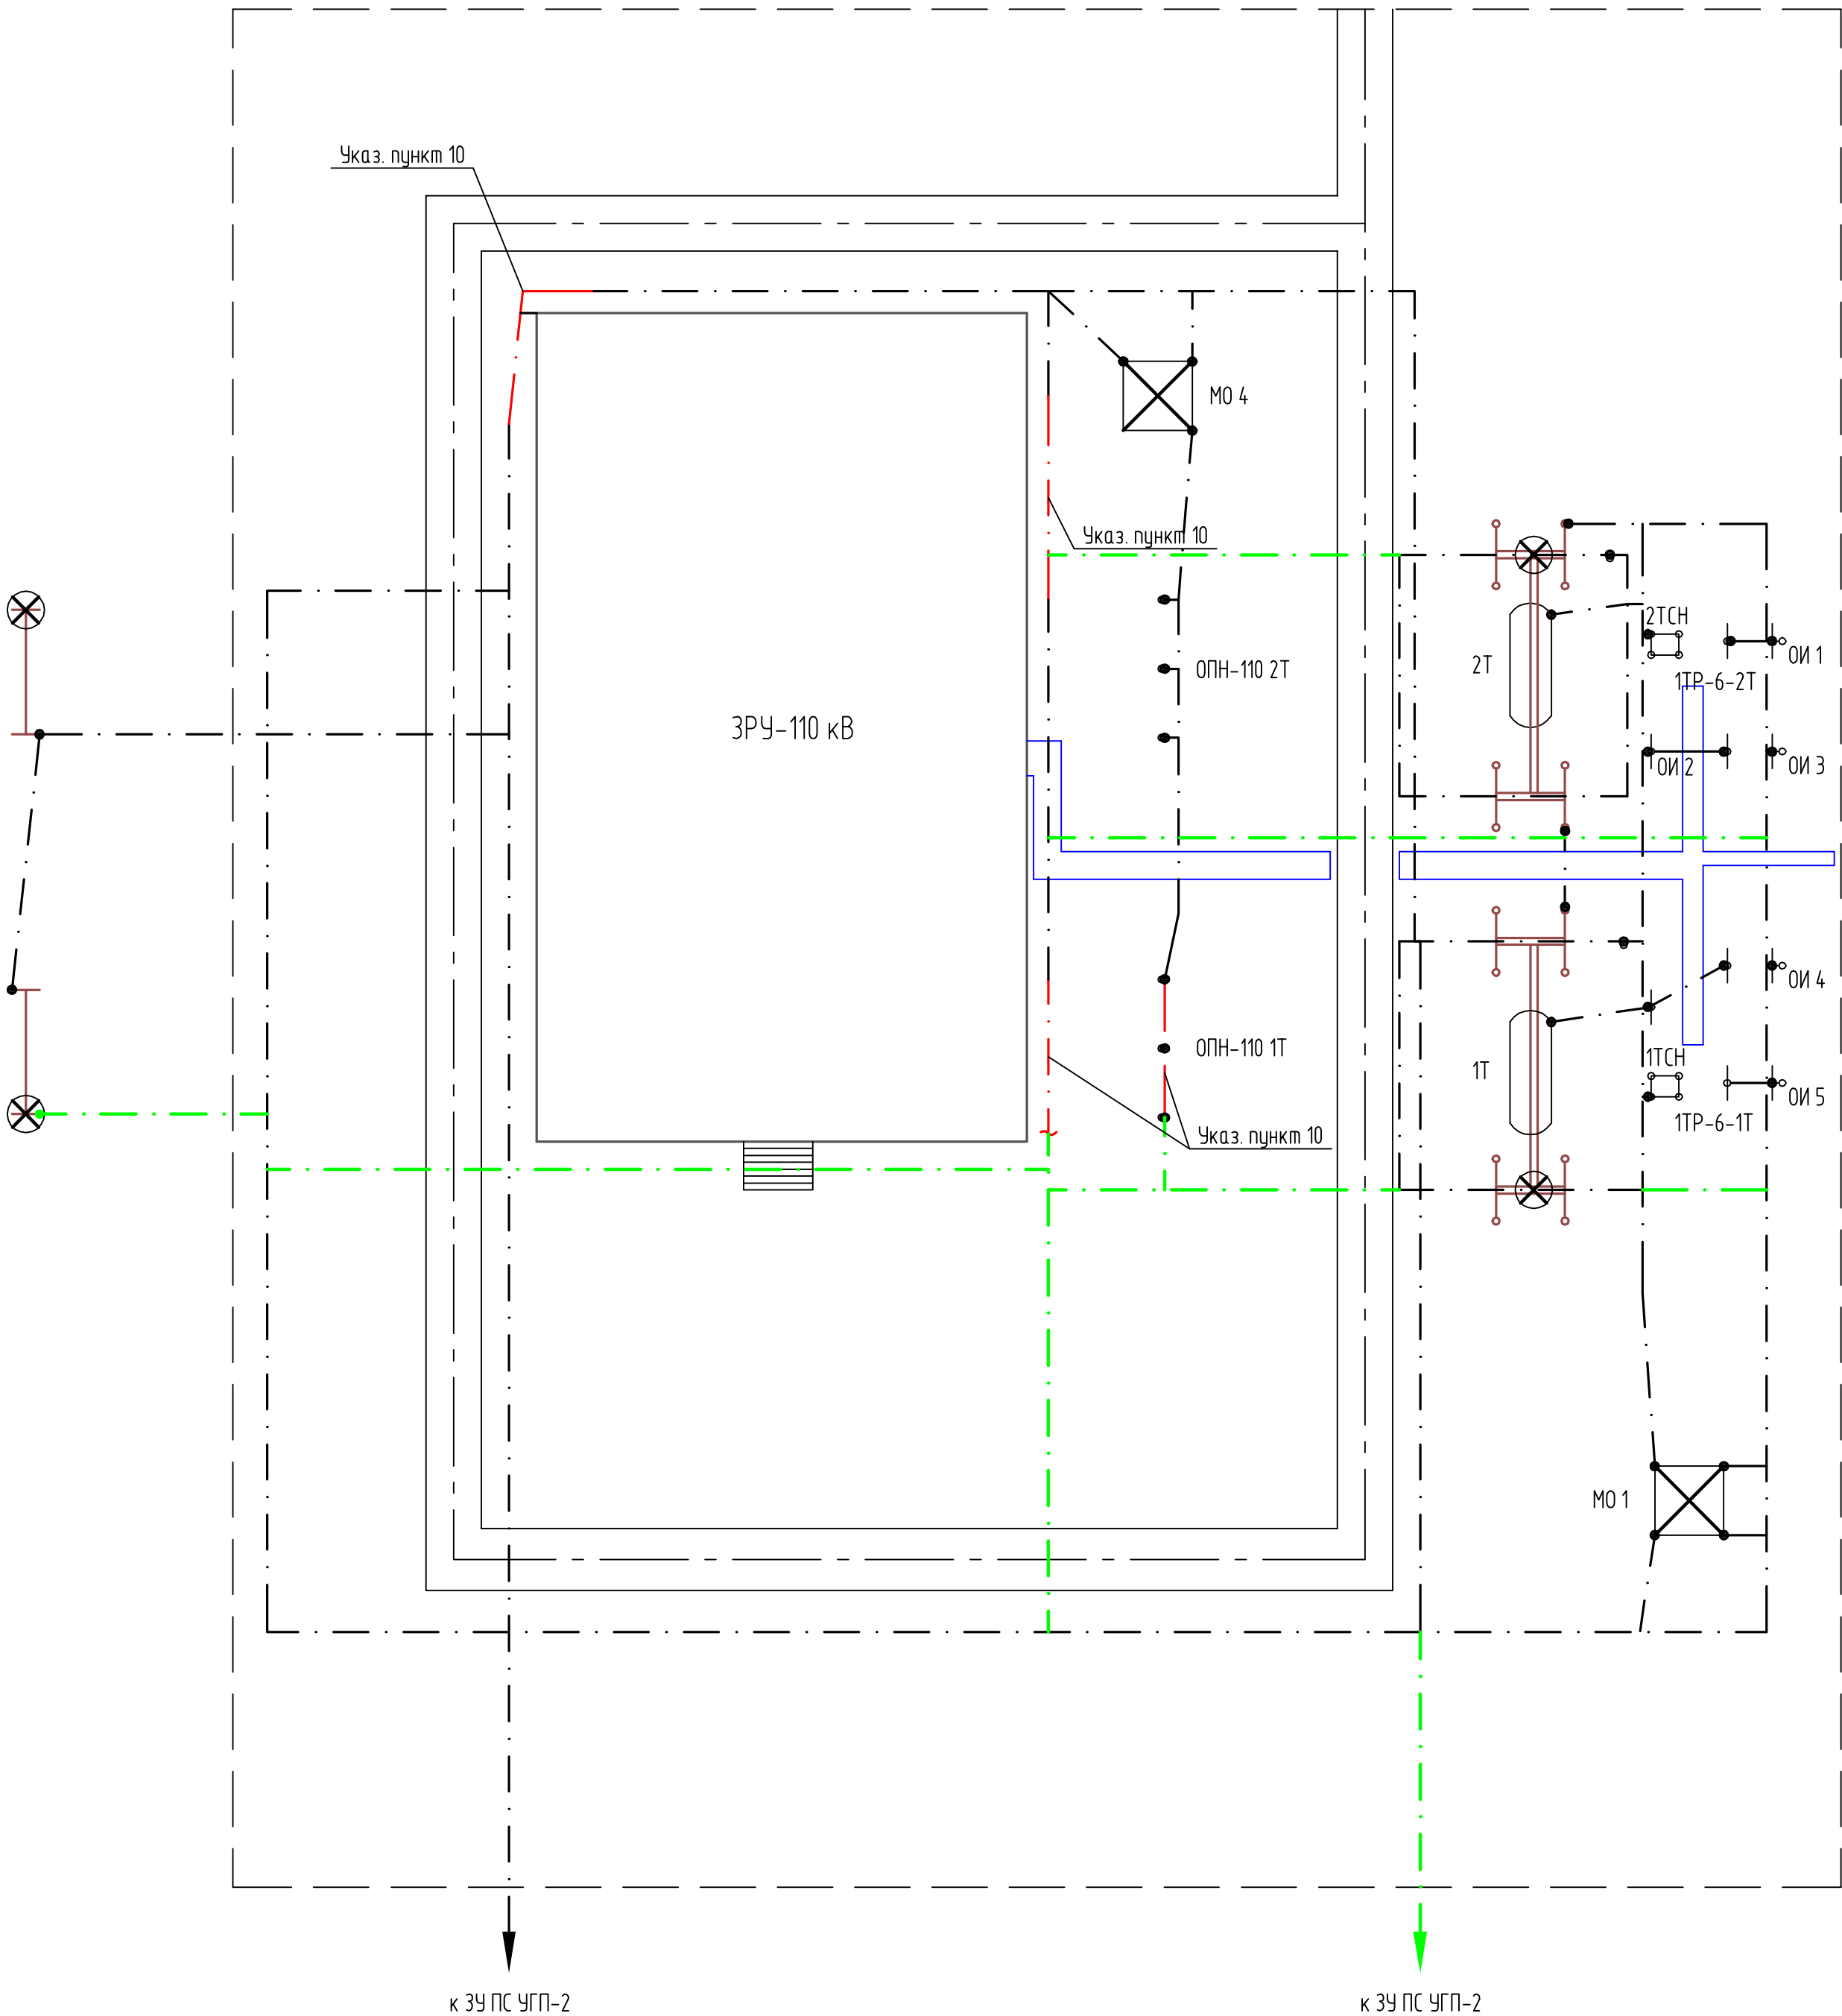 Указ. пункт 10
МО 4
Указ. пункт 10
2ТСН
ОПН-110 2Т
2Т
ОИ 1
1ТР-6-2Т
ЗРУ-110 кВ
ОИ 2
ОИ 3
ОИ 4
ОПН-110 1Т
1ТСН
1Т
ОИ 5
1ТР-6-1Т
Указ. пункт 10
МО 1
к ЗУ ПС УГП-2
к ЗУ ПС УГП-2